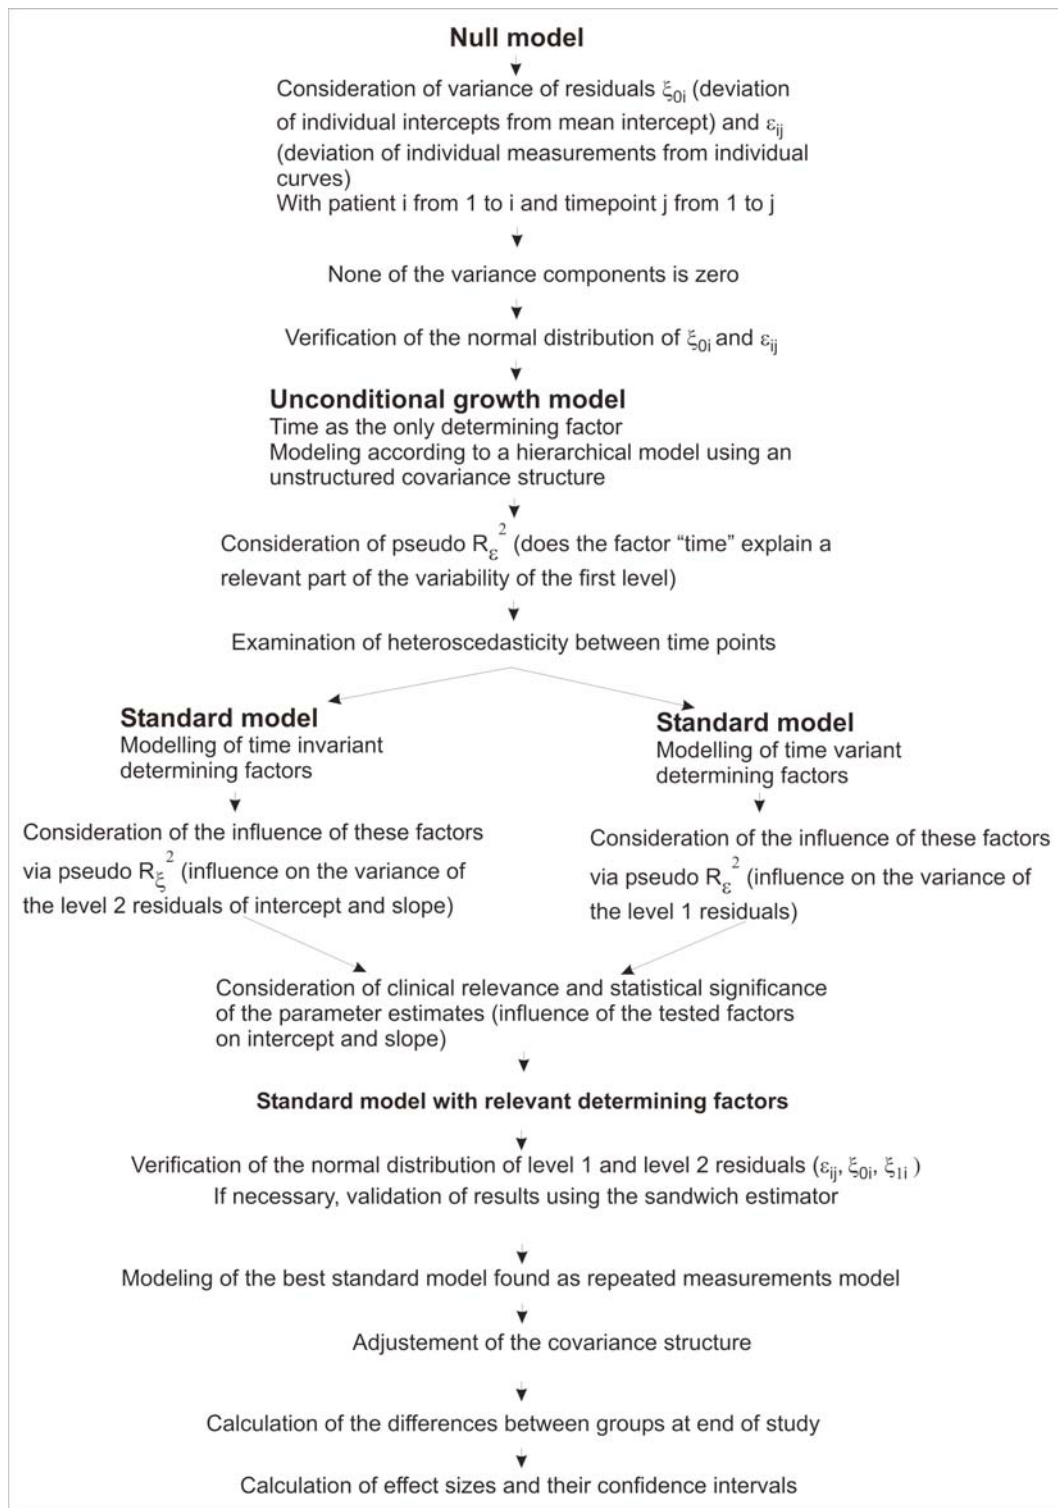 Null model
Consideration of variance of residuals ξ0i (deviation
of individual intercepts from mean intercept) and εij
(deviation of individual measurements from individual
curves)
With patient i from 1 to i and timepoint j from 1 to j
None of the variance components is zero
Verification of the normal distribution of ξ0i and εij
Unconditional growth model
Time as the only determining factor
Modeling according to a hierarchical model using an
unstructured covariance structure
Consideration of pseudo Rε² (does the factor “time” explain a
relevant part of the variability of the first level)
Examination of heteroscedasticity between time points
Standard model
Modelling of time invariant
determining factors
Consideration of the influence of these factors
via pseudo Rξ² (influence on the variance of
the level 2 residuals of intercept and slope)
Standard model
Modelling of time variant
determining factors
Consideration of the influence of these factors
via pseudo Rε² (influence on the variance of
the level 1 residuals)
Consideration of clinical relevance and statistical significance
of the parameter estimates (influence of the tested factors
on intercept and slope)
Standard model with relevant determining factors
Verification of the normal distribution of level 1 and level 2 residuals (εij, ξ0i, ξ1i )
If necessary, validation of results using the sandwich estimator
Modeling of the best standard model found as repeated measurements model
Adjustement of the covariance structure
Calculation of the differences between groups at end of study
Calculation of effect sizes and their confidence intervals